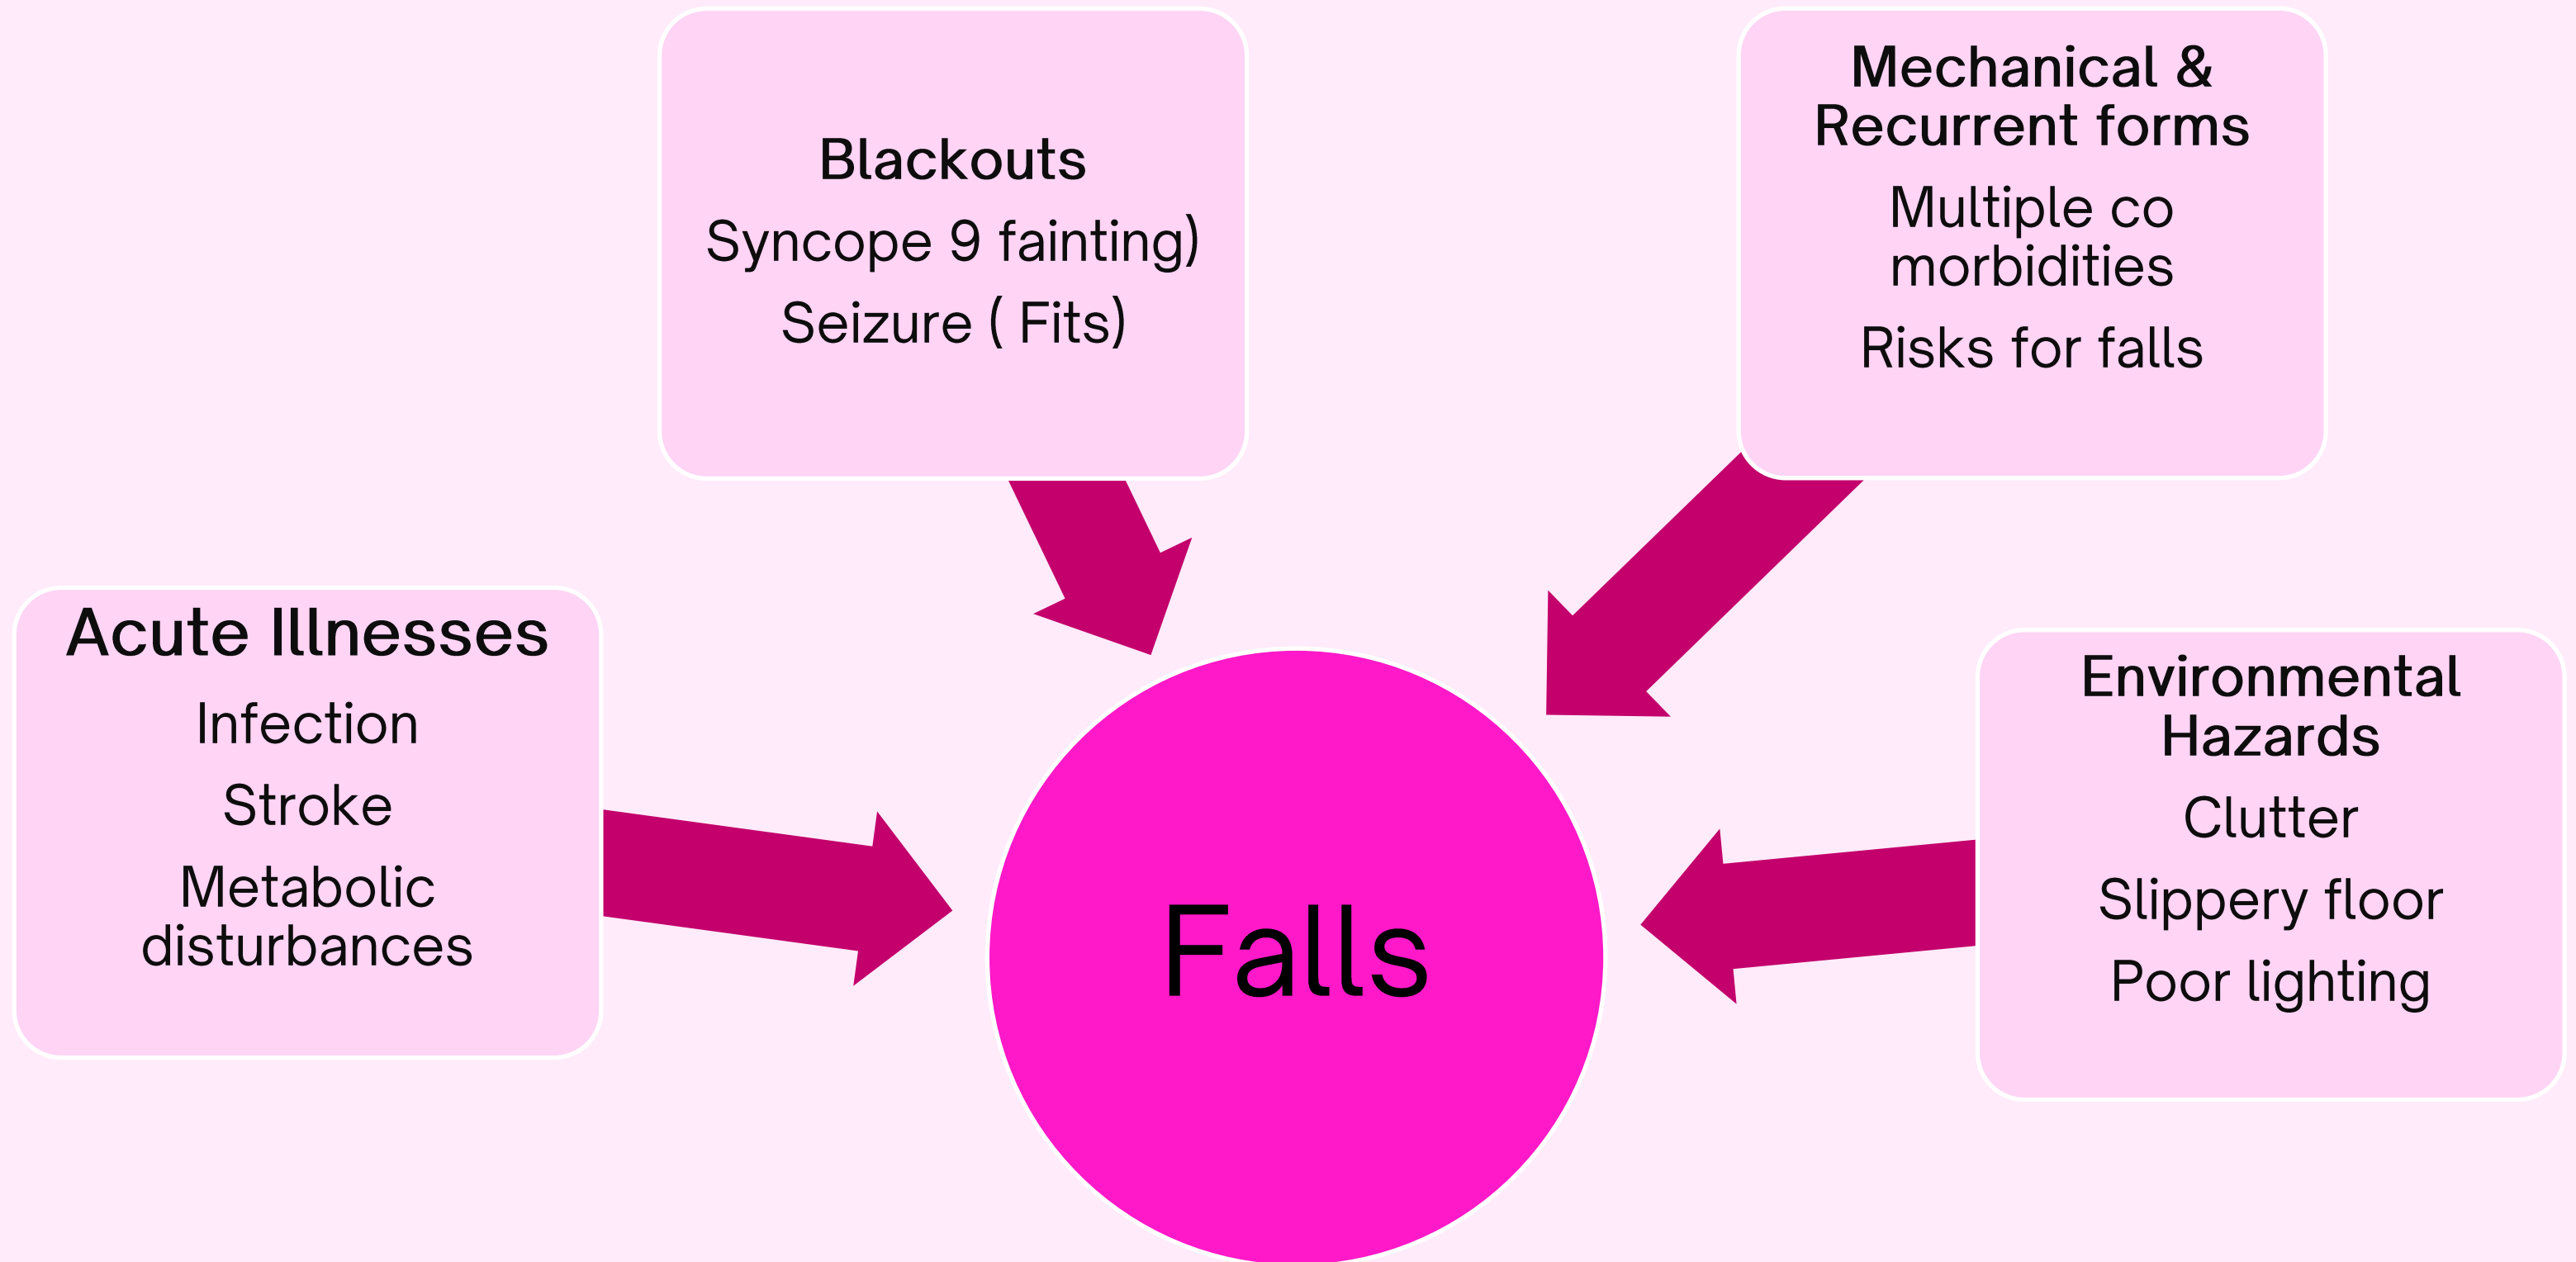 Blackouts
Syncope 9 fainting)
Seizure ( Fits)
Mechanical &
Recurrent forms
Multiple co
morbidities
Risks for falls
Acute Illnesses
Infection
Stroke
Metabolic
disturbances
Environmental
Hazards
Clutter
Slippery floor
Poor lighting
Falls